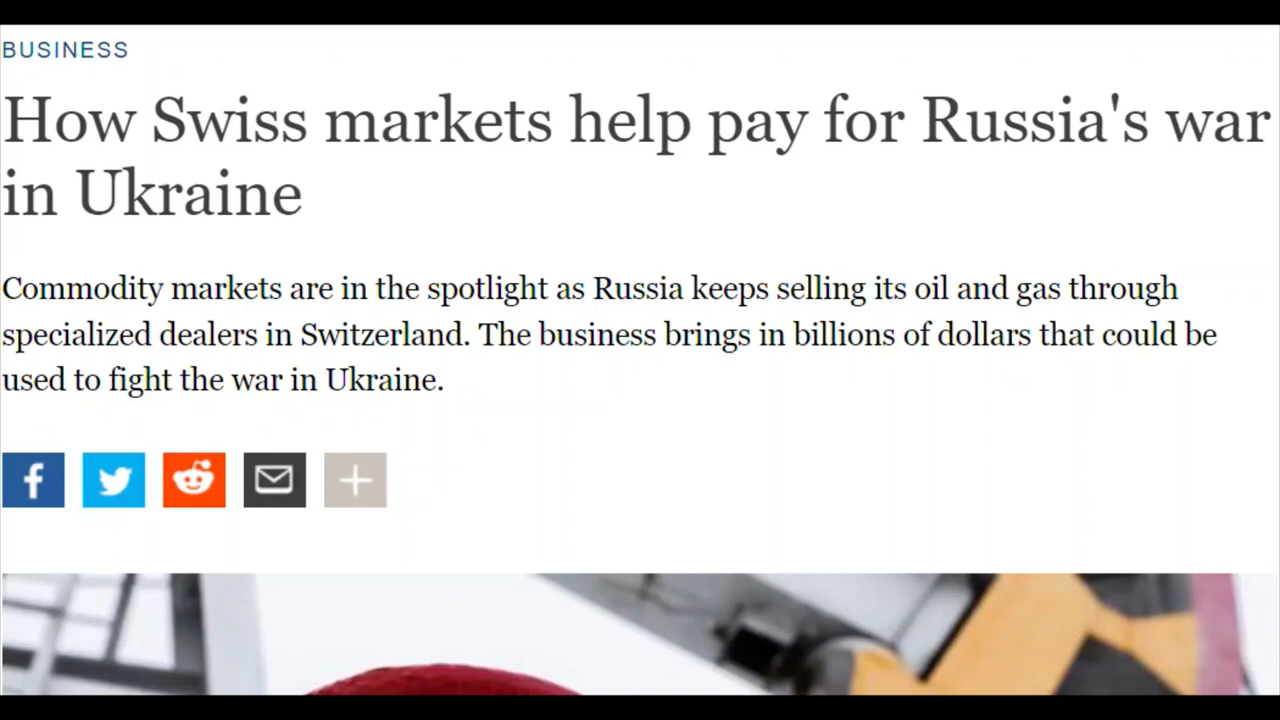 BUSINESS
How Swiss markets help pay for Russia's war
in Ukraine
Commodity markets are in the spotlight as Russia keeps selling its oil and gas through
specialized dealers in Switzerland. The business brings in billions of dollars that could be
used to fight the war in Ukraine.